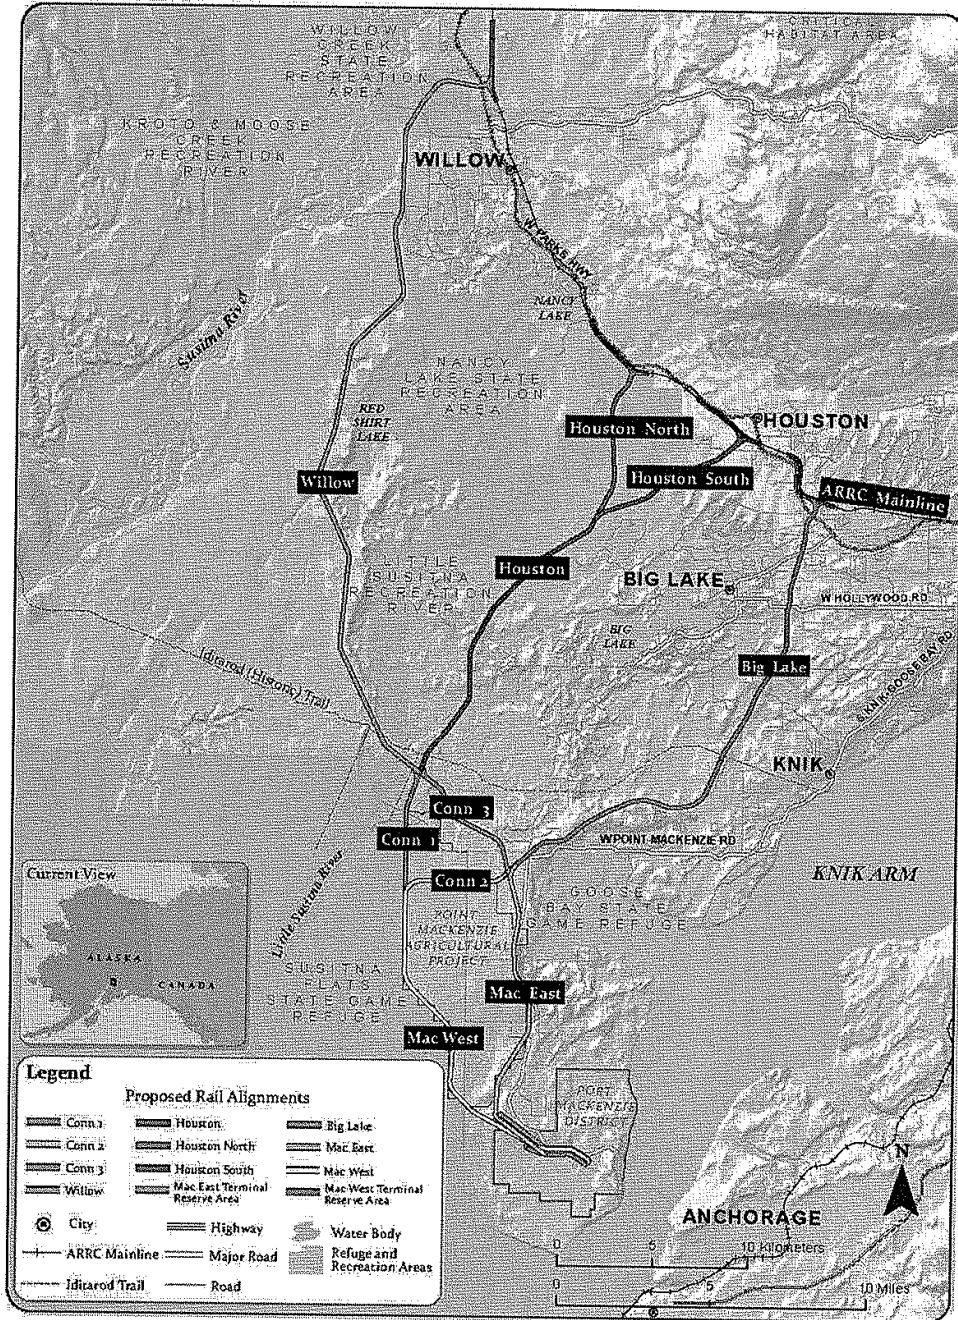 WILLOW
CREEK
STATE
RECREATION
AREA
CRITICAL
HABITAT AREA
KROTO & MOOSE
CREEK
RECREATION
RIVER
WILLOW
W PARKS HWY
NANCY
LAKE
Susitna River
NANCY
LAKE STATE
RECREATION
AREA
RED
SHIRT
LAKE
HOUSTON
Houston North
Houston South
Willow
ARRC Mainline
Houston
LITTLE
SUSITNA
RECREATION
RIVER
BIG LAKE
W HOLLYWOOD RD
BIG
LAKE
Big Lake
S KNIK GOOSE BAY RD
Iditarod (Historic) Trail
KNIK
Conn 3
Conn 1
W POINT MACKENZIE RD
Conn 2
KNIK ARM
GOOSE
BAY STATE
GAME REFUGE
Little Susitna River
POINT
MACKENZIE
AGRICULTURAL
PROJECT
SUSITNA
FLATS
STATE GAME
REFUGE
Mac East
Mac West
Current View
ALASKA
CANADA
PORT
MACKENZIE
DISTRICT
N
ANCHORAGE
0 5 10 Kilometers
0 5 10 Miles
Legend
Proposed Rail Alignments
Conn 1
Houston
Big Lake
Conn 2
Houston North
Mac East
Conn 3
Houston South
Mac West
Willow
Mac East Terminal
Reserve Area
Mac West Terminal
Reserve Area
City
Highway
Water Body
ARRC Mainline
Major Road
Refuge and
Recreation Areas
Iditarod Trail
Road